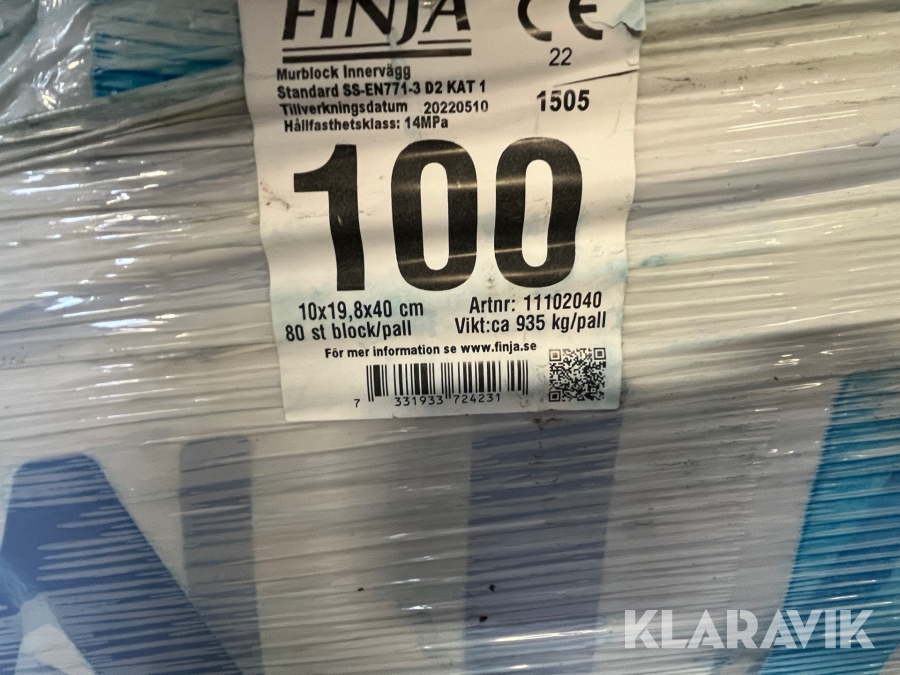 FINJA CE
22
Murblock Innervägg
Standard SS-EN771-3 D2 KAT 1
Tillverkningsdatum 20220510
1505
Hållfasthetsklass: 14MPa
100
10x19,8x40 cm
Artnr: 11102040
80 st block/pall
Vikt:ca 935 kg/pall
För mer information se www.finja.se
7 331933 724231
KLARAVIK